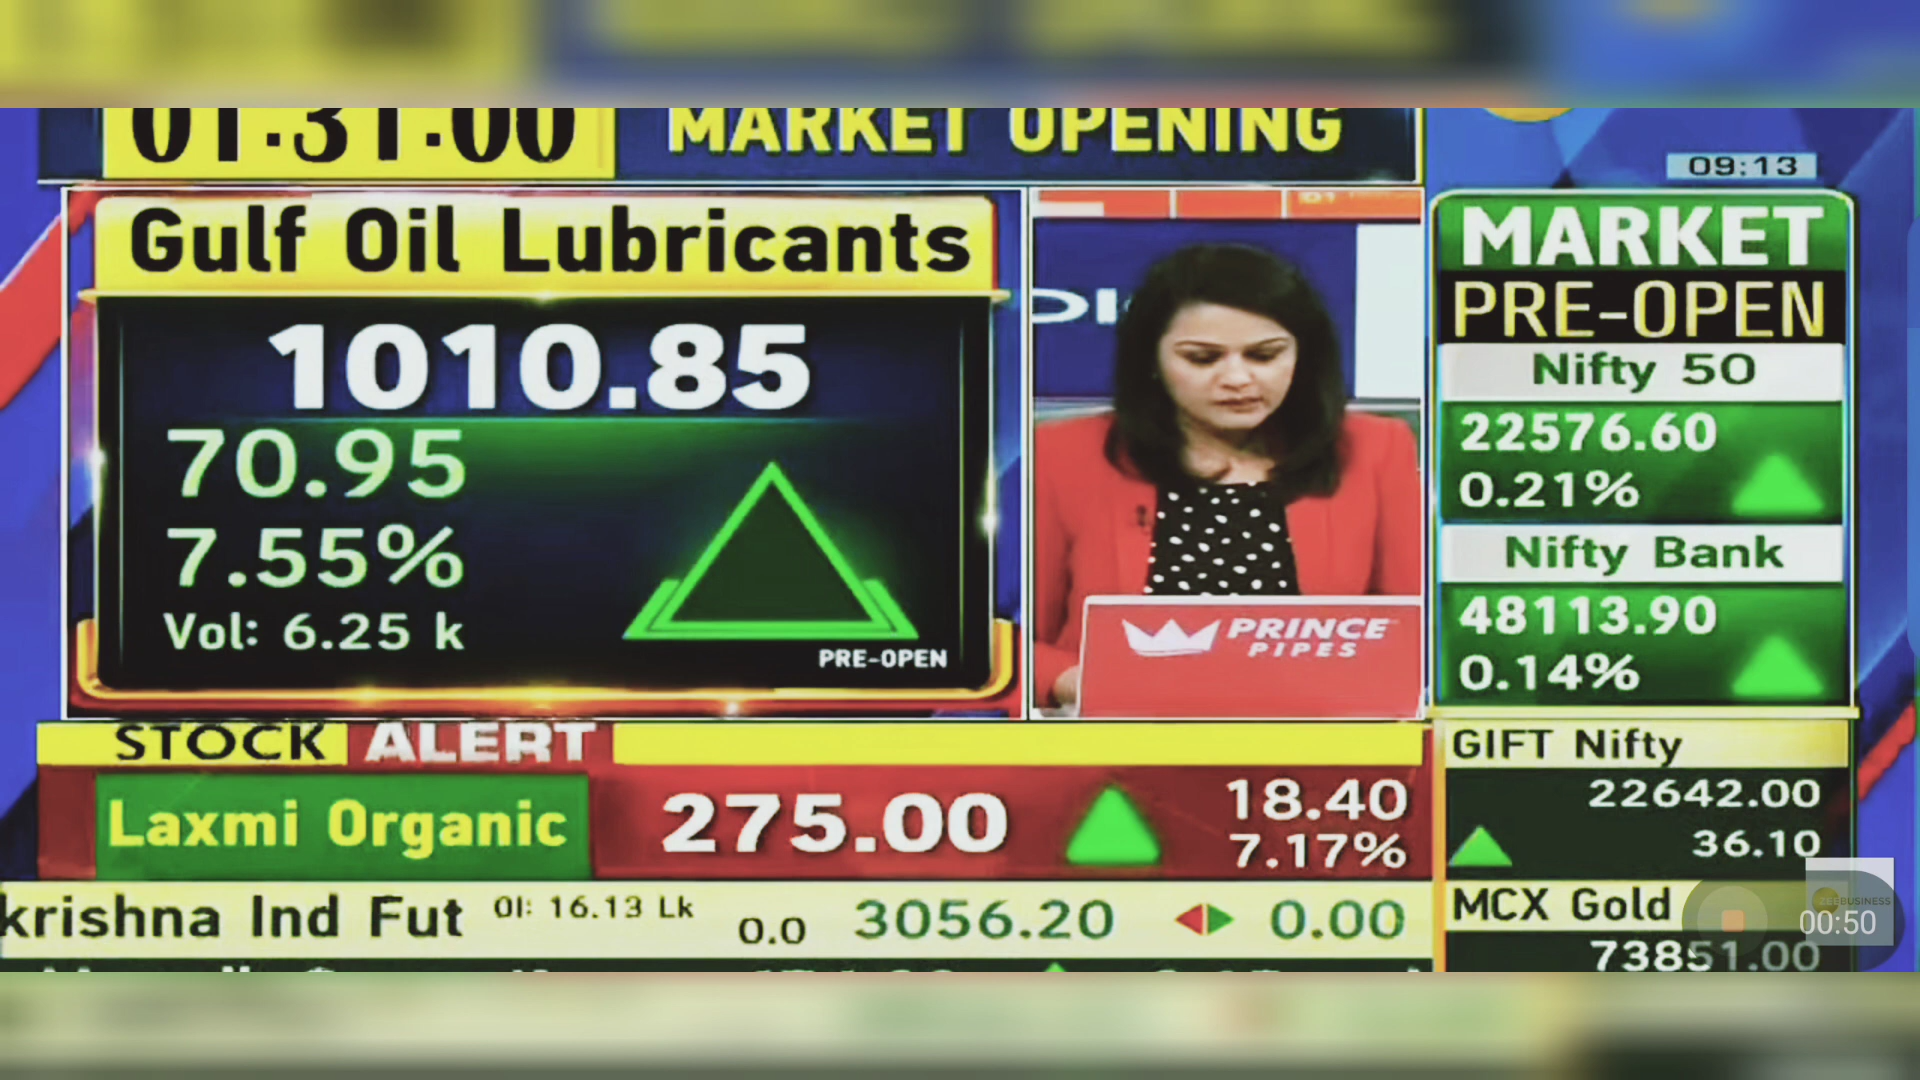 01:31:00 MARKET OPENING
09:13
Gulf Oil Lubricants
1010.85
70.95
7.55%
Vol: 6.25 k
PRE-OPEN
PRINCE
PIPES
MARKET
PRE-OPEN
Nifty 50
22576.60
0.21%
Nifty Bank
48113.90
0.14%
STOCK ALERT
Laxmi Organic 275.00 18.40
7.17%
GIFT Nifty
22642.00
36.10
krishna Ind Fut OI: 16.13 Lk 0.0 3056.20 0.00
MCX Gold
73851.00
ZEEBUSINESS
00:50